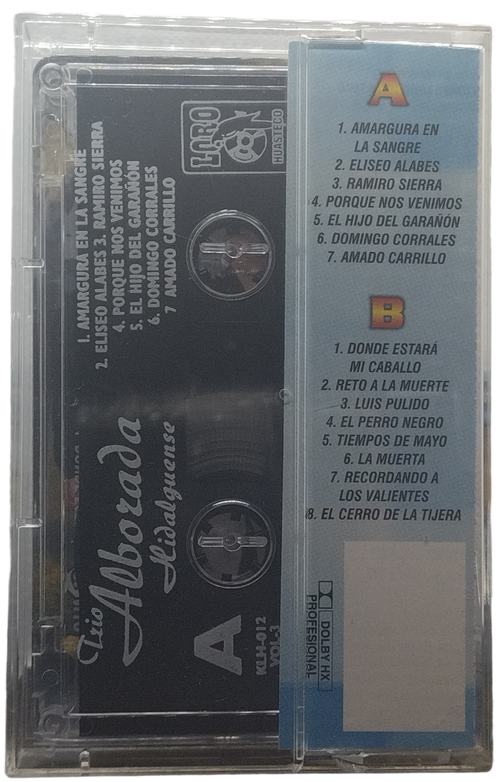 1. AMARGURA EN LA SANGRE
2. ELISEO ALABES 3. RAMIRO SIERRA
4. PORQUE NOS VENIMOS
5. EL HIJO DEL GARAÑÓN
6. DOMINGO CORRALES
7 AMADO CARRILLO
LORO
HUASTECO
Trio
Alborada
Hidalguense
A
KLH-012
VOL-3
A
1. AMARGURA EN
LA SANGRE
2. ELISEO ALABES
3. RAMIRO SIERRA
4. PORQUE NOS VENIMOS
5. EL HIJO DEL GARAÑÓN
6. DOMINGO CORRALES
7. AMADO CARRILLO
B
1. DONDE ESTARÁ
MI CABALLO
2. RETO A LA MUERTE
3. LUIS PULIDO
4. EL PERRO NEGRO
5. TIEMPOS DE MAYO
6. LA MUERTA
7. RECORDANDO A
LOS VALIENTES
8. EL CERRO DE LA TIJERA
DOLBY HX
PROFESIONAL